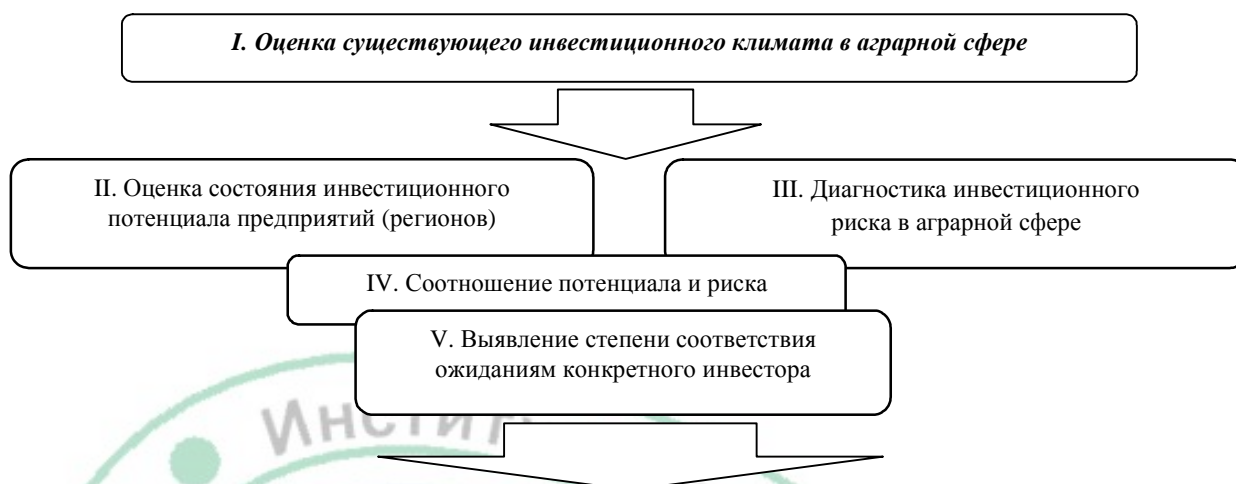 I. Оценка существующего инвестиционного климата в аграрной сфере
II. Оценка состояния инвестиционного
потенциала предприятий (регионов)
III. Диагностика инвестиционного
риска в аграрной сфере
IV. Соотношение потенциала и риска
V. Выявление степени соответствия
ожиданиям конкретного инвестора